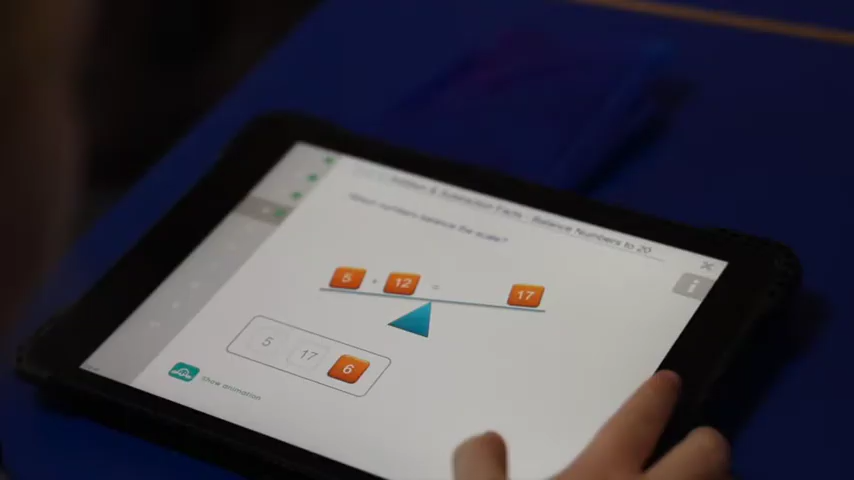 Addition & Subtraction Facts - Balance Numbers to 20
Which numbers balance the scale?
5 + 12 = 17
5 17 6
Show animation
i